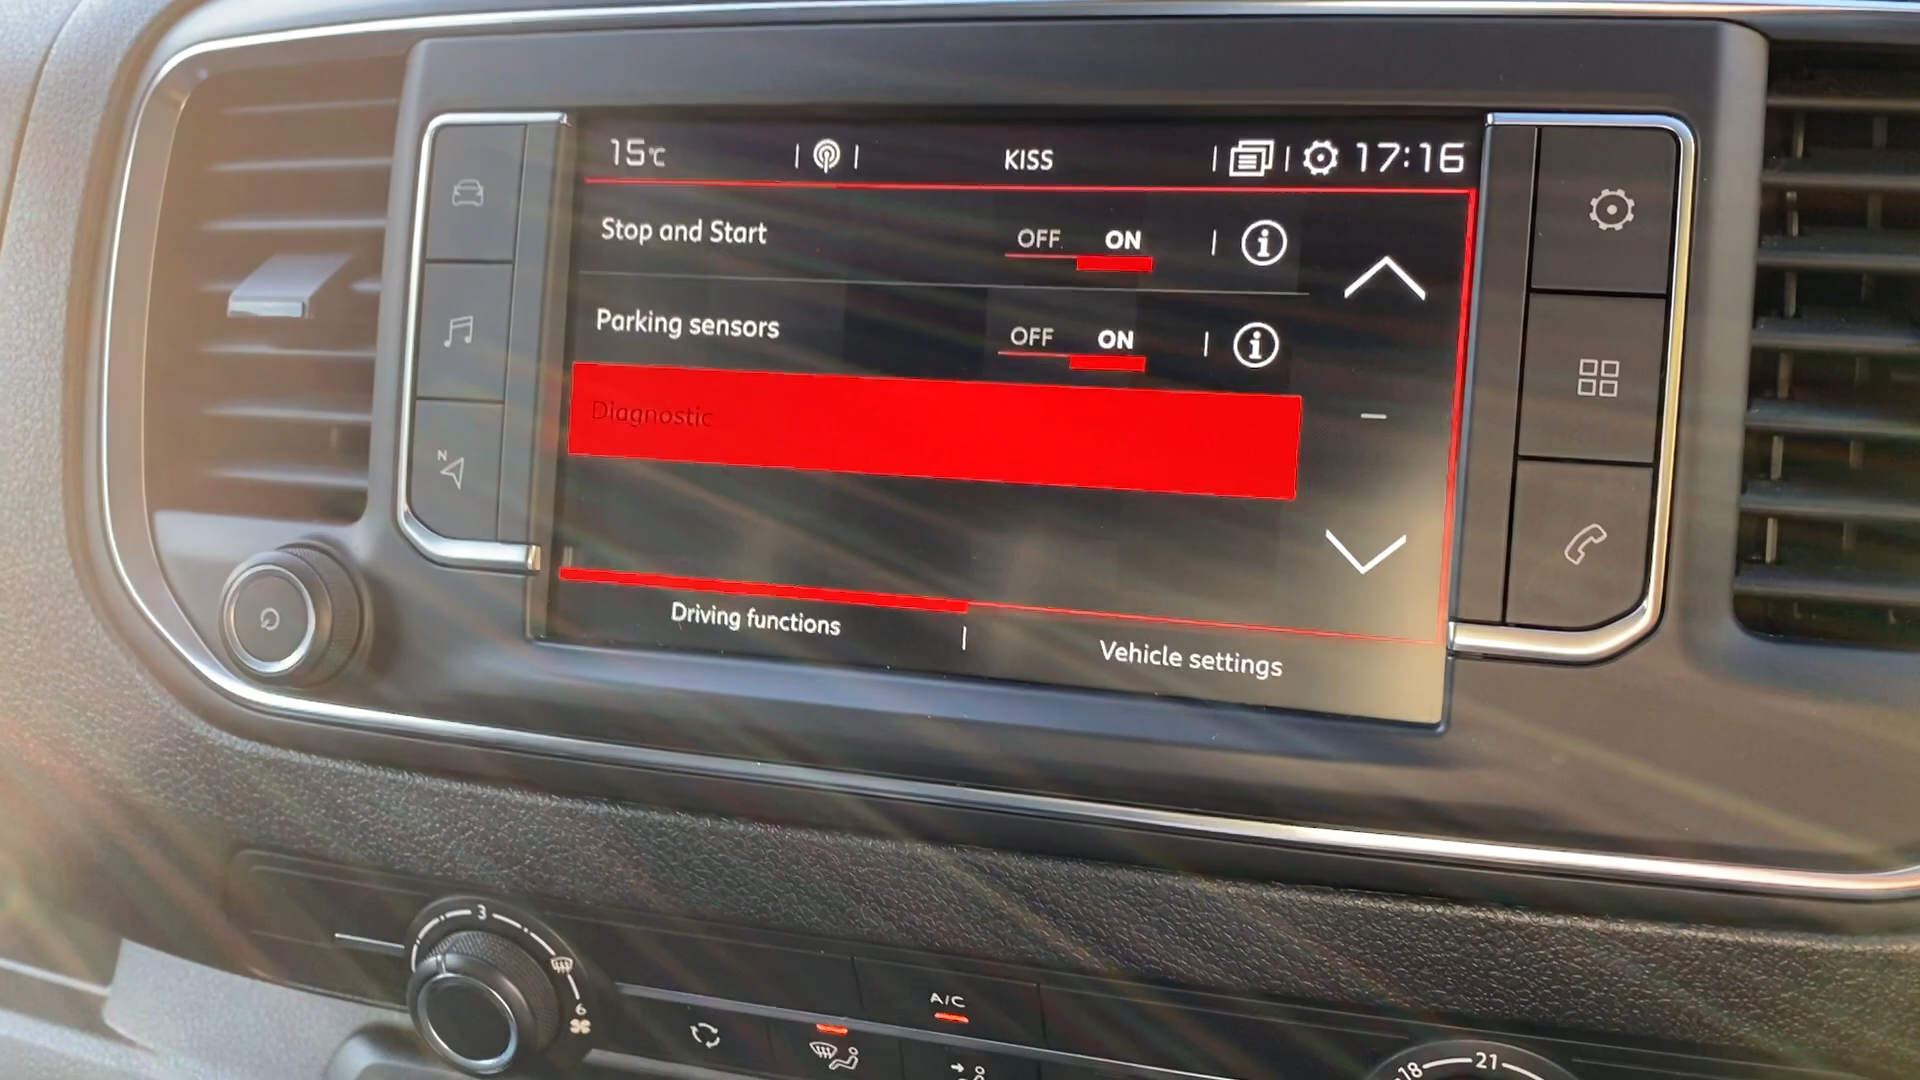 15°C
KISS
17:16
Stop and Start
OFF ON
Parking sensors
OFF ON
Diagnostic
N
Driving functions
Vehicle settings
3
6
A/C
18
21